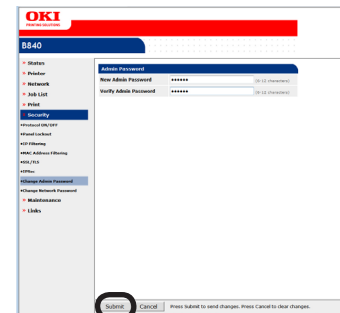 OKI
PRINTING SOLUTIONS
B840
Status
Printer
Network
Job List
Print
Security
Protocol ON/OFF
Panel Lockout
IP Filtering
MAC Address Filtering
SSL/TLS
IPSec
Change Admin Password
Change Network Password
Maintenance
Links
Admin Password
New Admin Password •••••• (0-12 characters)
Verify Admin Password •••••• (0-12 characters)
Submit Cancel Press Submit to send changes. Press Cancel to clear changes.